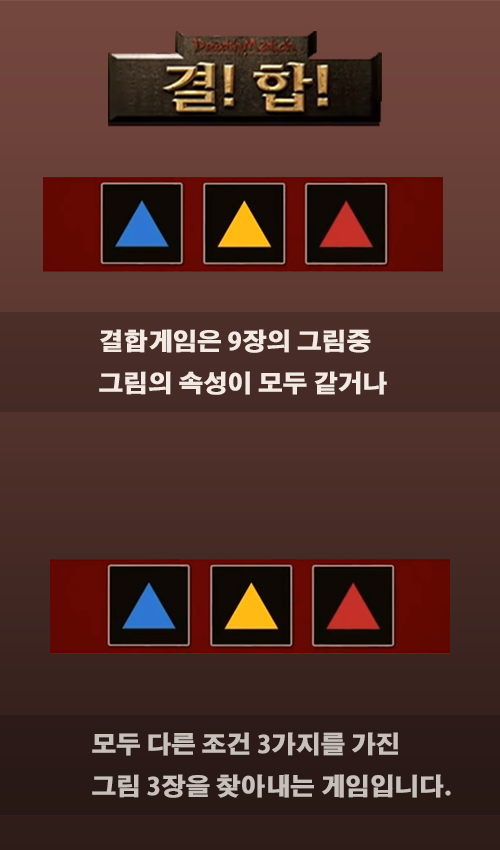 Death Match
결! 합!
결합게임은 9장의 그림중
그림의 속성이 모두 같거나
모두 다른 조건 3가지를 가진
그림 3장을 찾아내는 게임입니다.